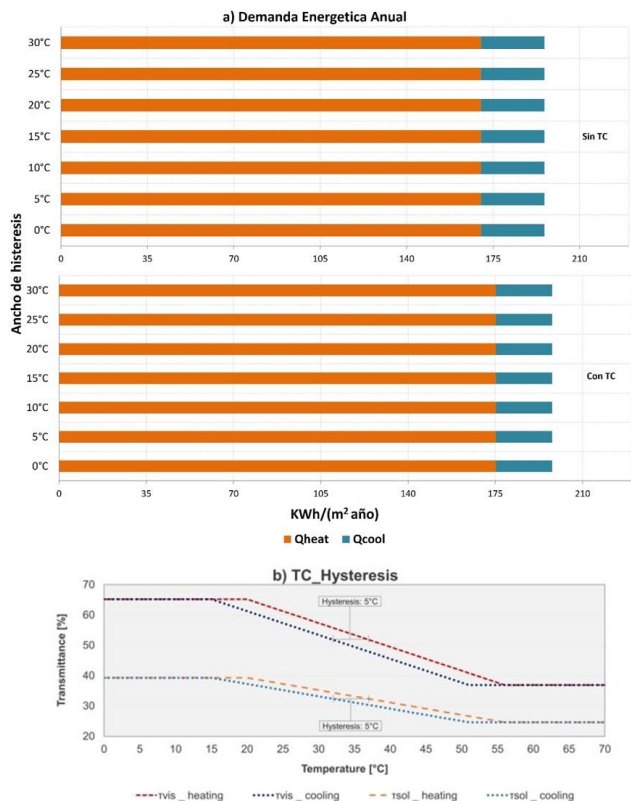 a) Demanda Energetica Anual
Ancho de histeresis
30°C
25°C
20°C
15°C
10°C
5°C
0°C
Sin TC
0 35 70 105 140 175 210
30°C
25°C
20°C
15°C
10°C
5°C
0°C
Con TC
0 35 70 105 140 175 210
KWh/(m² año)
Qheat Qcool
b) TC_Hysteresis
Transmittance [%]
70
60
50
40
30
20
Hysteresis: 5°C
Hysteresis: 5°C
0 5 10 15 20 25 30 35 40 45 50 55 60 65 70
Temperature [°C]
τvis _ heating τvis _ cooling τsol _ heating τsol _ cooling